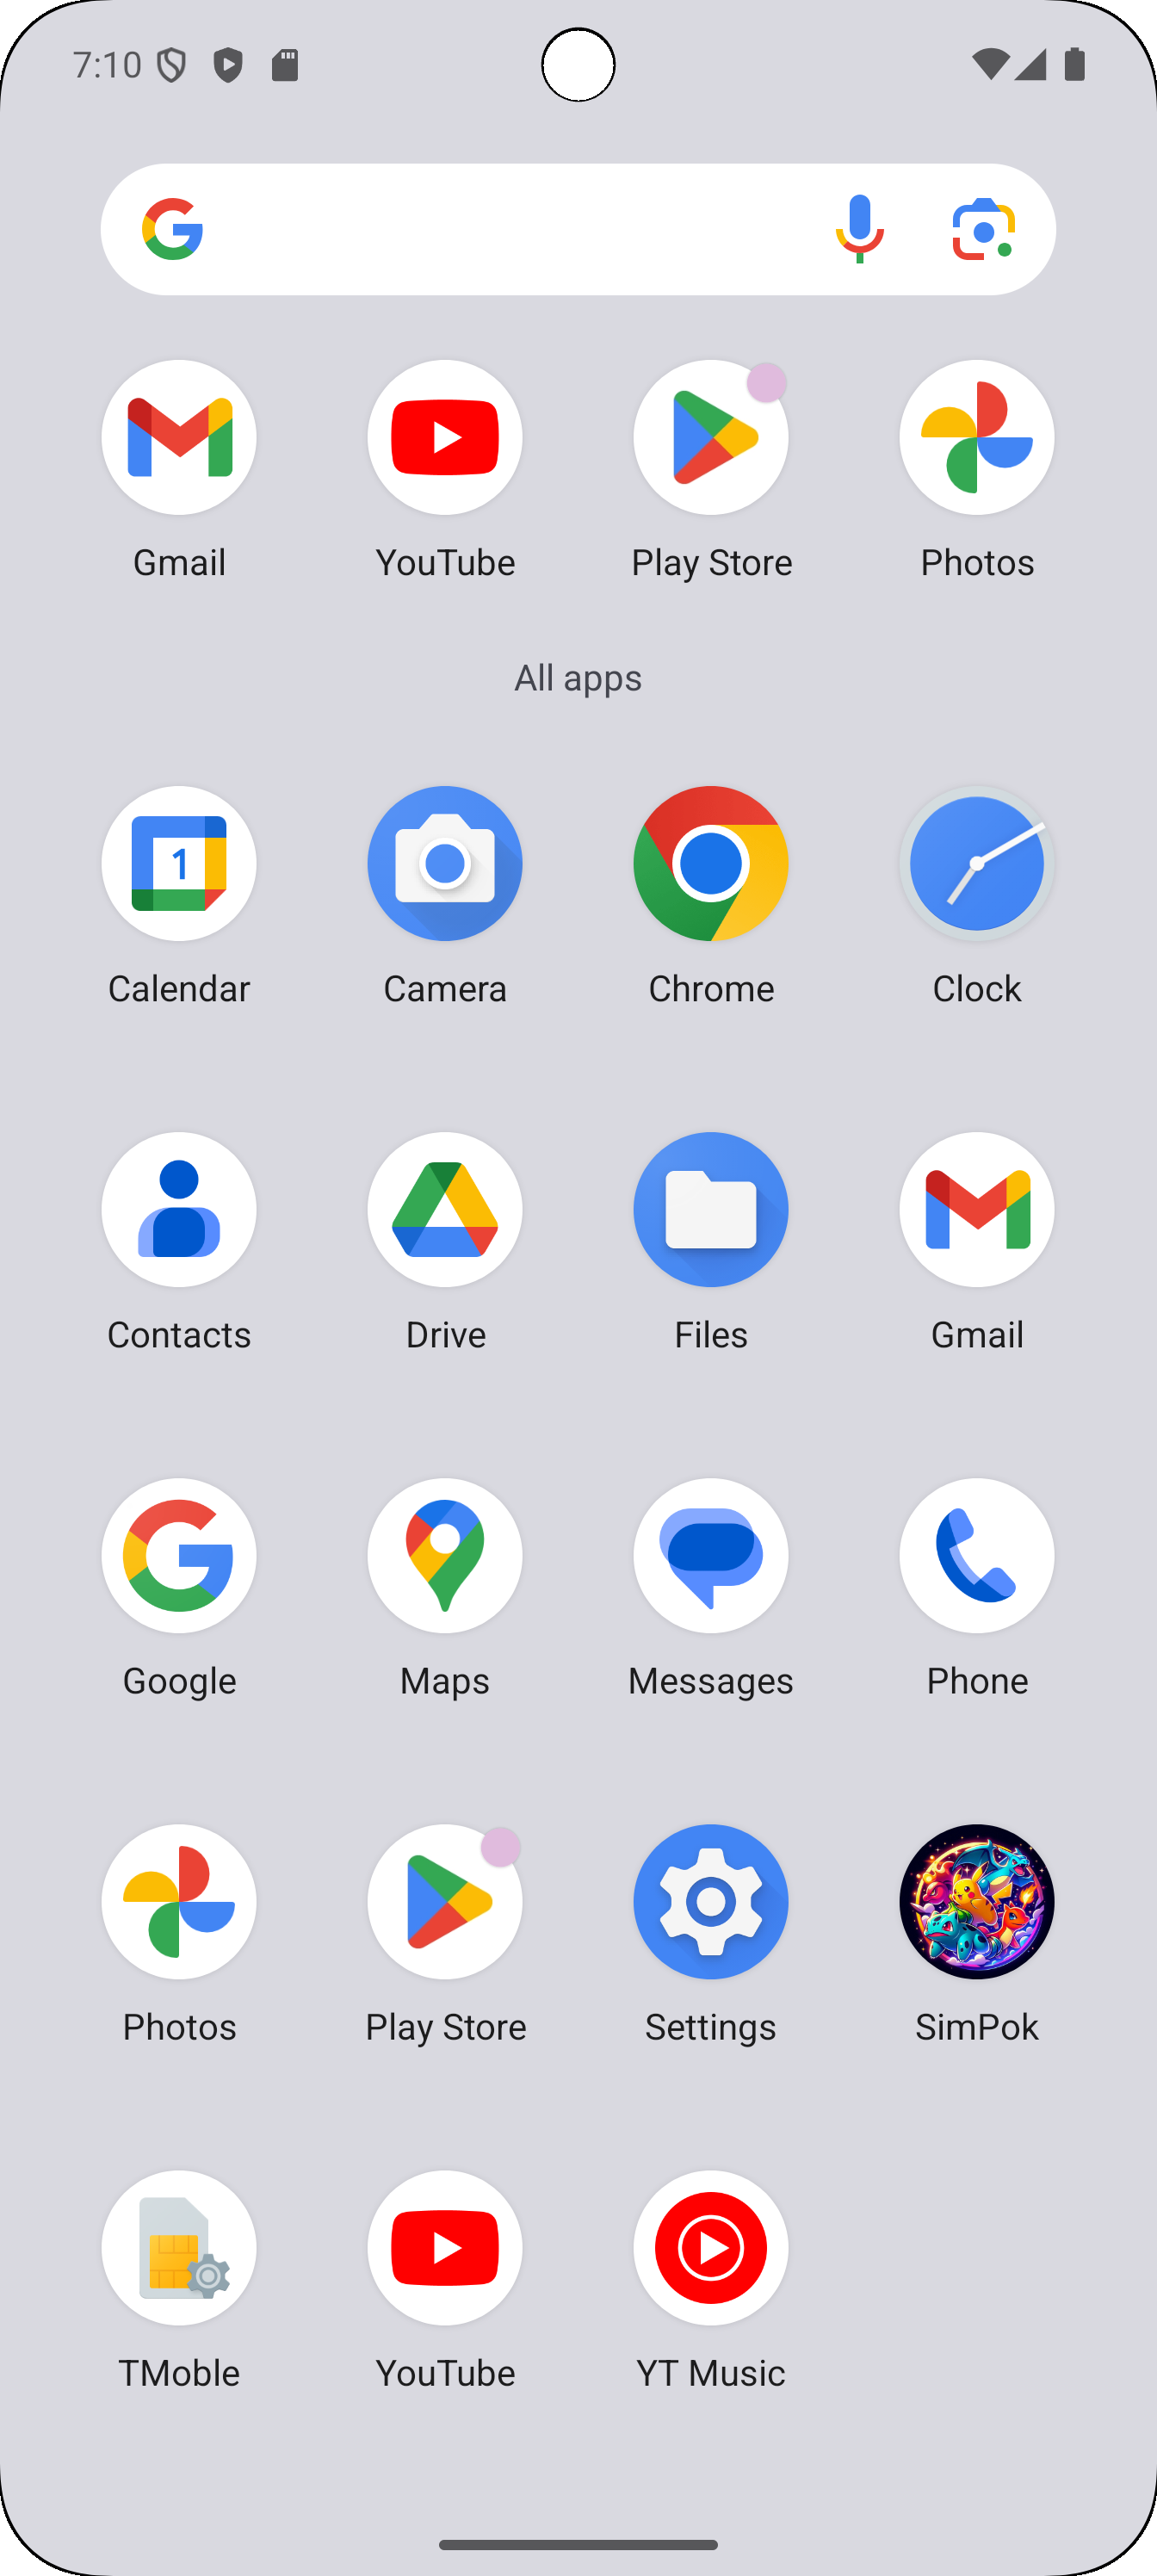 7:10
Gmail YouTube Play Store Photos
All apps
1
Calendar Camera Chrome Clock
Contacts Drive Files Gmail
Google Maps Messages Phone
Photos Play Store Settings SimPok
TMoble YouTube YT Music